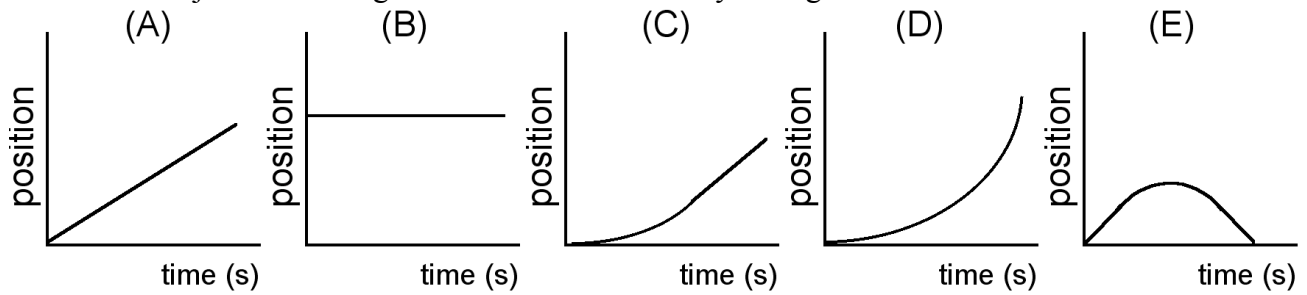 (A) (B) (C) (D) (E)
position position position position position
time (s) time (s) time (s) time (s) time (s)